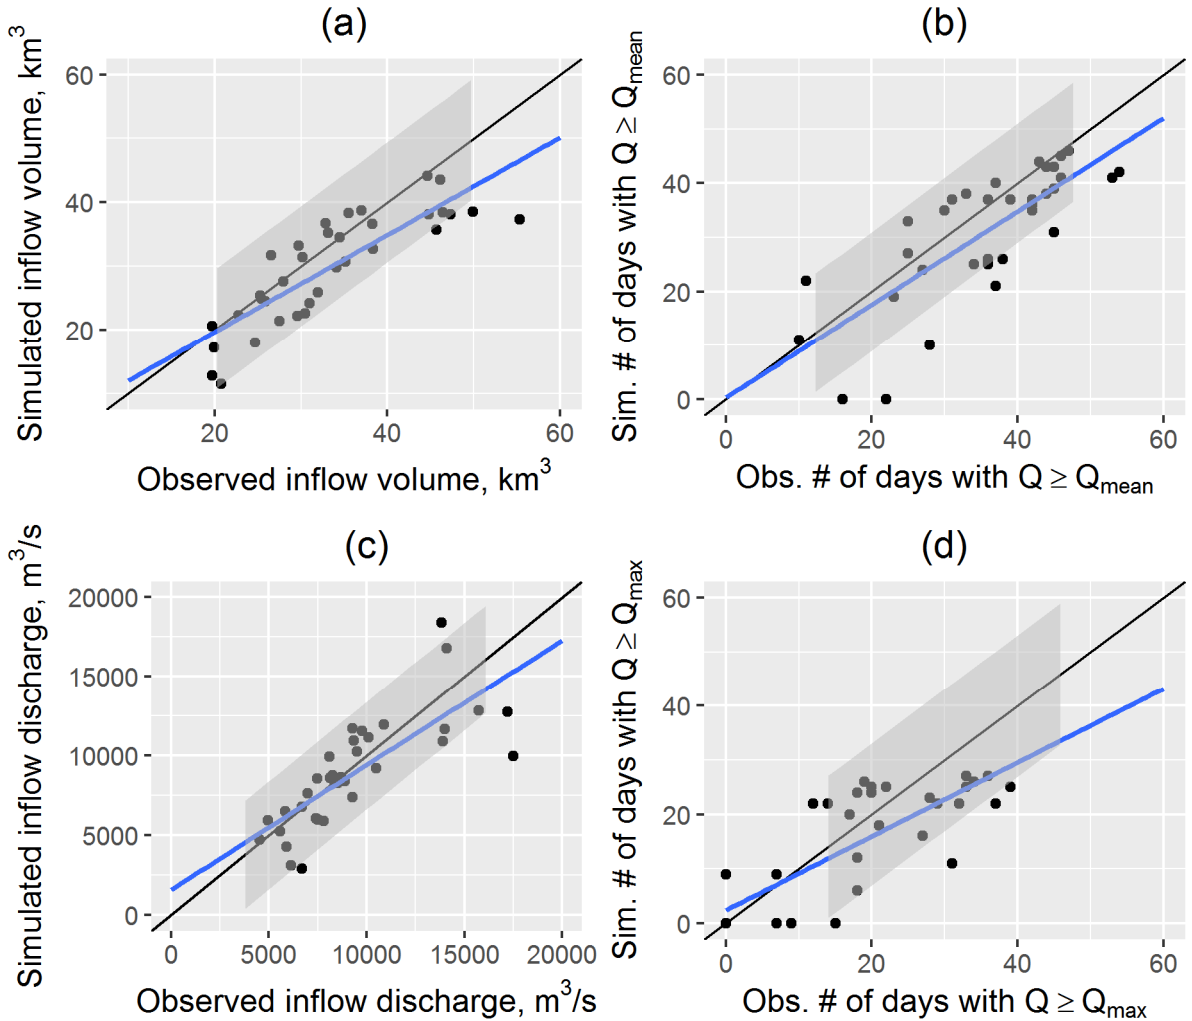 (a)
Simulated inflow volume, km³
60
40
20
20 40 60
Observed inflow volume, km³
(b)
Sim. # of days with Q ≥ Qmean
60
40
20
0
0 20 40 60
Obs. # of days with Q ≥ Qmean
(c)
Simulated inflow discharge, m³/s
20000
15000
10000
5000
0
0 5000 10000 15000 20000
Observed inflow discharge, m³/s
(d)
Sim. # of days with Q ≥ Qmax
60
40
20
0
0 20 40 60
Obs. # of days with Q ≥ Qmax